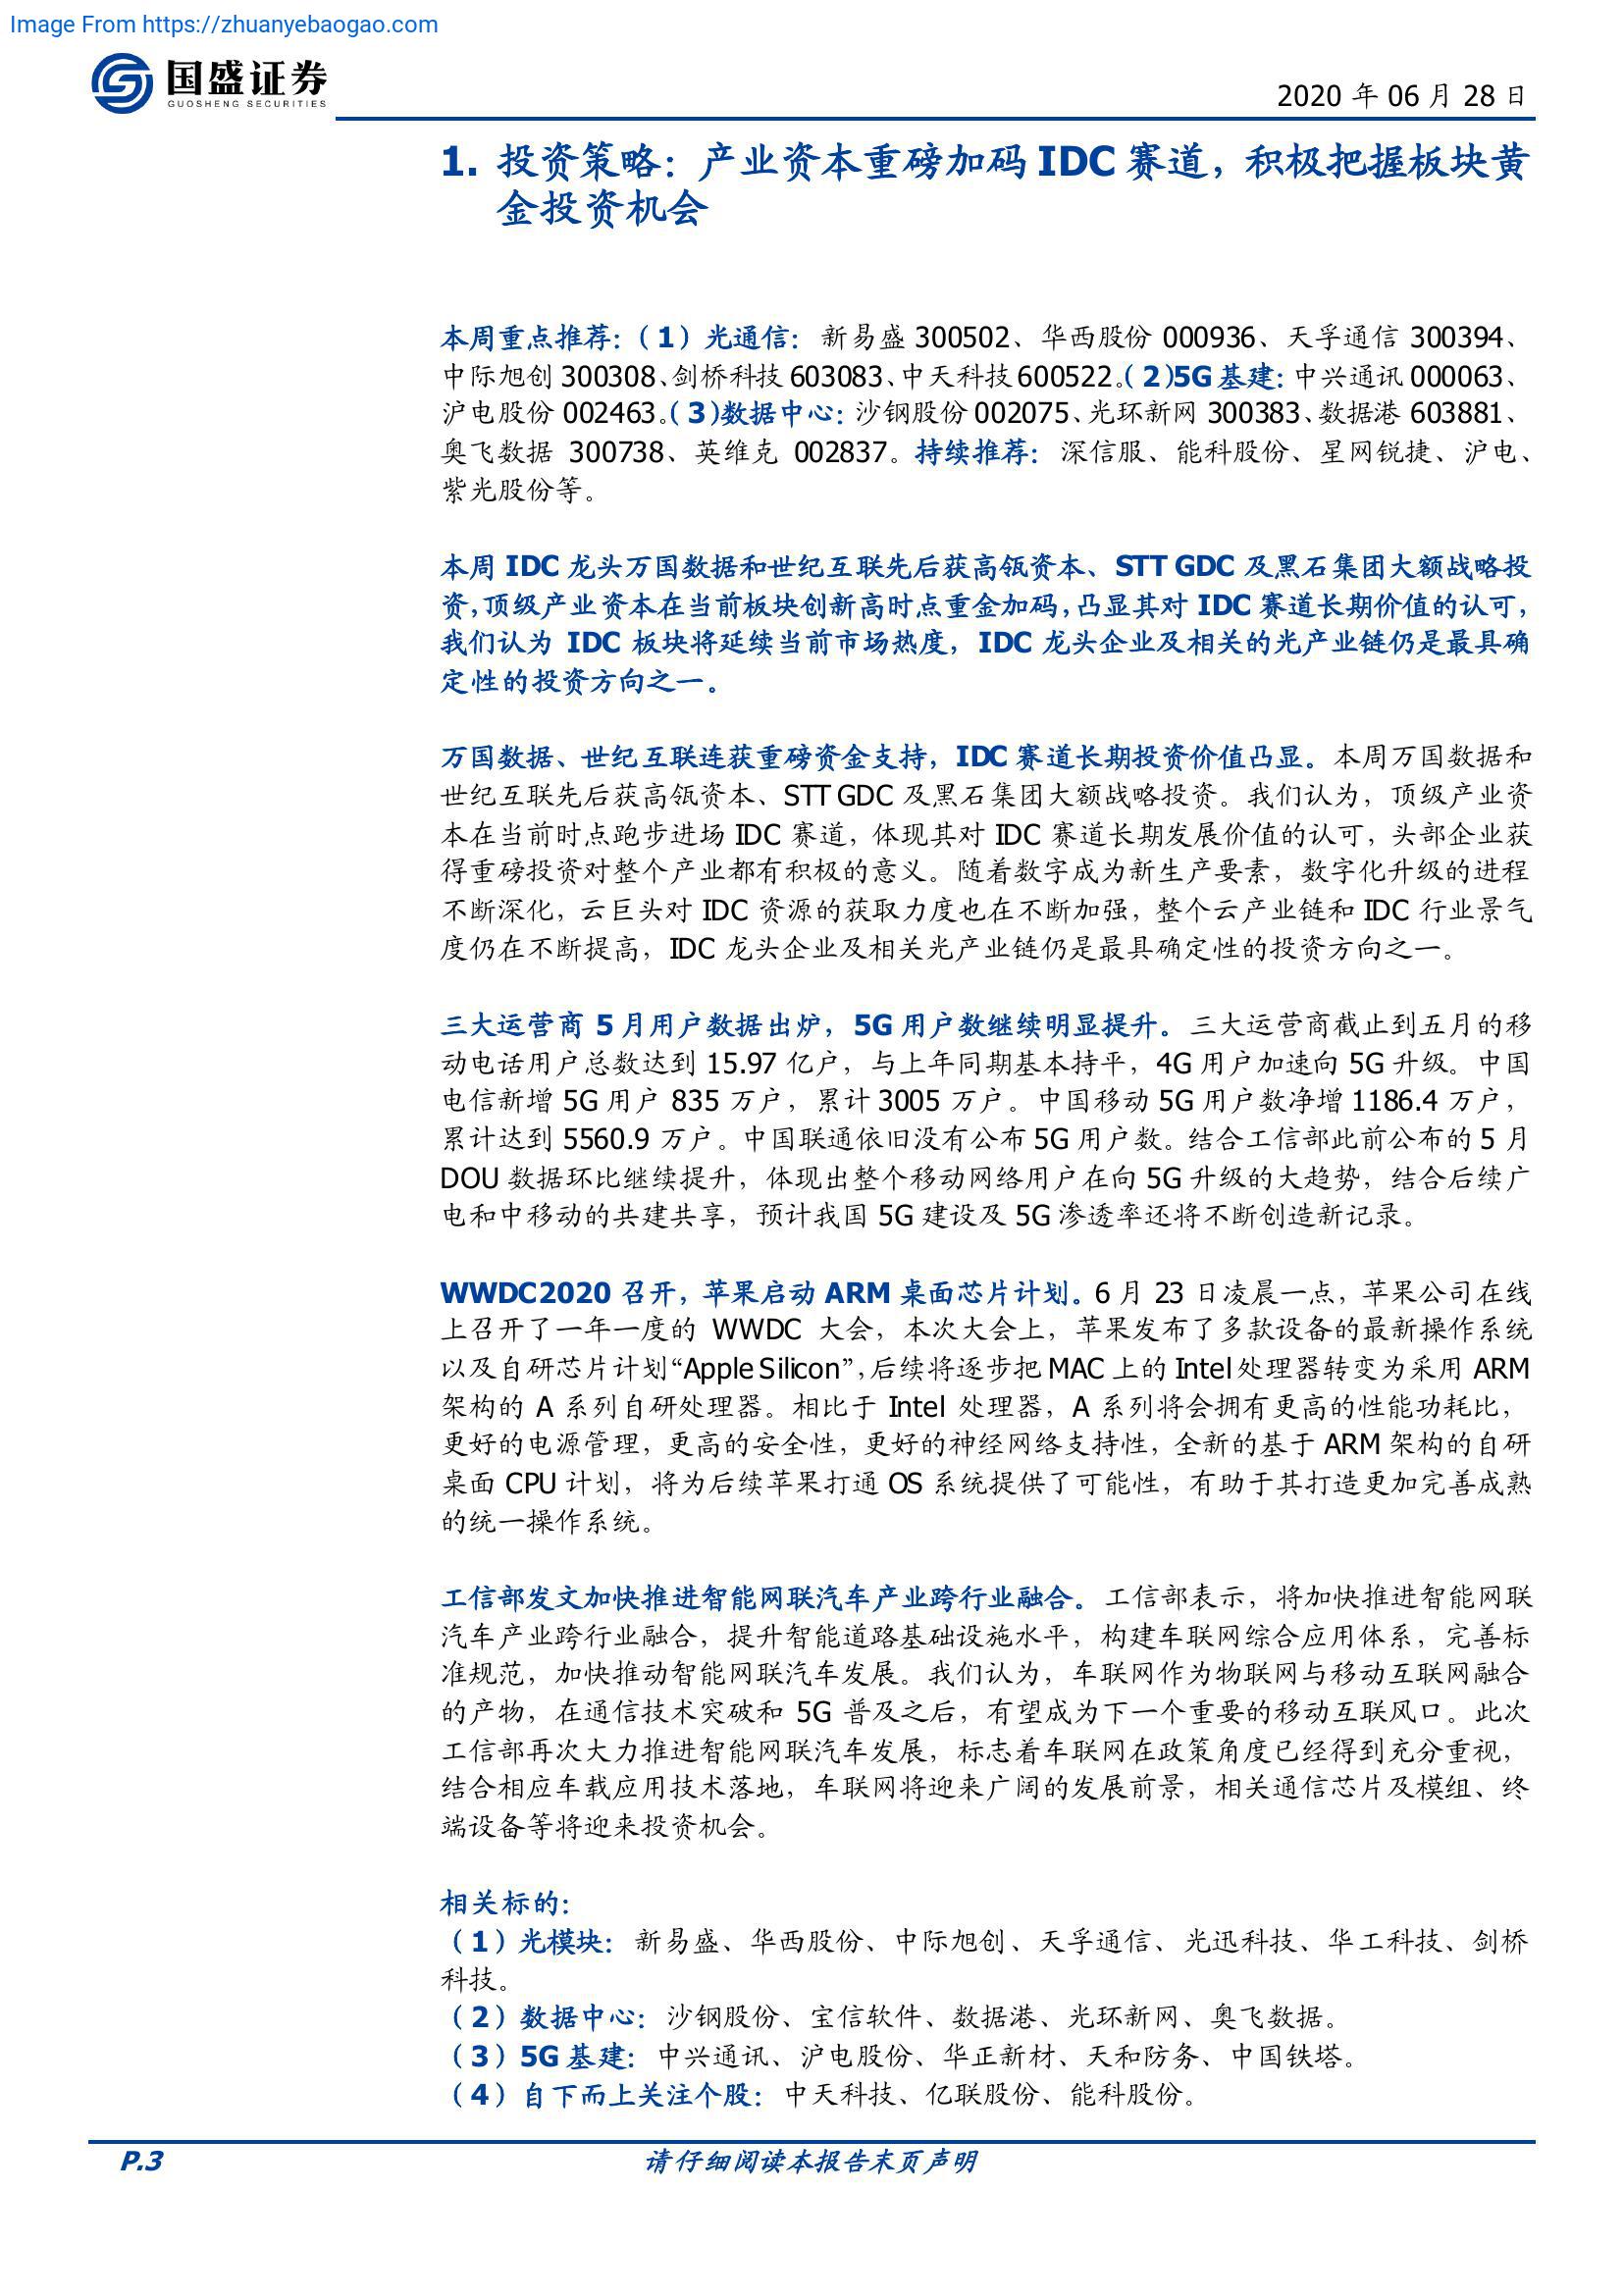 Image From https://zhuanyebaogao.com
国盛证券
GUOSHENG SECURITIES
2020 年 06 月 28 日
1. 投资策略：产业资本重磅加码 IDC 赛道，积极把握板块黄
金投资机会
本周重点推荐：（1）光通信：新易盛 300502、华西股份 000936、天孚通信 300394、
中际旭创 300308、剑桥科技 603083、中天科技 600522。（2）5G 基建：中兴通讯 000063、
沪电股份 002463。（3）数据中心：沙钢股份 002075、光环新网 300383、数据港 603881、
奥飞数据 300738、英维克 002837。持续推荐：深信服、能科股份、星网锐捷、沪电、
紫光股份等。
本周 IDC 龙头万国数据和世纪互联先后获高瓴资本、STT GDC 及黑石集团大额战略投
资，顶级产业资本在当前板块创新高时点重金加码，凸显其对 IDC 赛道长期价值的认可，
我们认为 IDC 板块将延续当前市场热度，IDC 龙头企业及相关的光产业链仍是最具确
定性的投资方向之一。
万国数据、世纪互联连获重磅资金支持，IDC 赛道长期投资价值凸显。本周万国数据和
世纪互联先后获高瓴资本、STT GDC 及黑石集团大额战略投资。我们认为，顶级产业资
本在当前时点跑步进场 IDC 赛道，体现其对 IDC 赛道长期发展价值的认可，头部企业获
得重磅投资对整个产业都有积极的意义。随着数字成为新生产要素，数字化升级的进程
不断深化，云巨头对 IDC 资源的获取力度也在不断加强，整个云产业链和 IDC 行业景气
度仍在不断提高，IDC 龙头企业及相关光产业链仍是最具确定性的投资方向之一。
三大运营商 5 月用户数据出炉，5G 用户数继续明显提升。三大运营商截止到五月的移
动电话用户总数达到 15.97 亿户，与上年同期基本持平，4G 用户加速向 5G 升级。中国
电信新增 5G 用户 835 万户，累计 3005 万户。中国移动 5G 用户数净增 1186.4 万户，
累计达到 5560.9 万户。中国联通依旧没有公布 5G 用户数。结合工信部此前公布的 5 月
DOU 数据环比继续提升，体现出整个移动网络用户在向 5G 升级的大趋势，结合后续广
电和中移动的共建共享，预计我国 5G 建设及 5G 渗透率还将不断创造新记录。
WWDC2020 召开，苹果启动 ARM 桌面芯片计划。6 月 23 日凌晨一点，苹果公司在线
上召开了一年一度的 WWDC 大会，本次大会上，苹果发布了多款设备的最新操作系统
以及自研芯片计划“Apple Silicon”，后续将逐步把 MAC 上的 Intel 处理器转变为采用 ARM
架构的 A 系列自研处理器。相比于 Intel 处理器，A 系列将会拥有更高的性能功耗比，
更好的电源管理，更高的安全性，更好的神经网络支持性，全新的基于 ARM 架构的自研
桌面 CPU 计划，将为后续苹果打通 OS 系统提供了可能性，有助于其打造更加完善成熟
的统一操作系统。
工信部发文加快推进智能网联汽车产业跨行业融合。工信部表示，将加快推进智能网联
汽车产业跨行业融合，提升智能道路基础设施水平，构建车联网综合应用体系，完善标
准规范，加快推动智能网联汽车发展。我们认为，车联网作为物联网与移动互联网融合
的产物，在通信技术突破和 5G 普及之后，有望成为下一个重要的移动互联风口。此次
工信部再次大力推进智能网联汽车发展，标志着车联网在政策角度已经得到充分重视，
结合相应车载应用技术落地，车联网将迎来广阔的发展前景，相关通信芯片及模组、终
端设备等将迎来投资机会。
相关标的：
（1）光模块：新易盛、华西股份、中际旭创、天孚通信、光迅科技、华工科技、剑桥
科技。
（2）数据中心：沙钢股份、宝信软件、数据港、光环新网、奥飞数据。
（3）5G 基建：中兴通讯、沪电股份、华正新材、天和防务、中国铁塔。
（4）自下而上关注个股：中天科技、亿联股份、能科股份。
P.3
请仔细阅读本报告末页声明